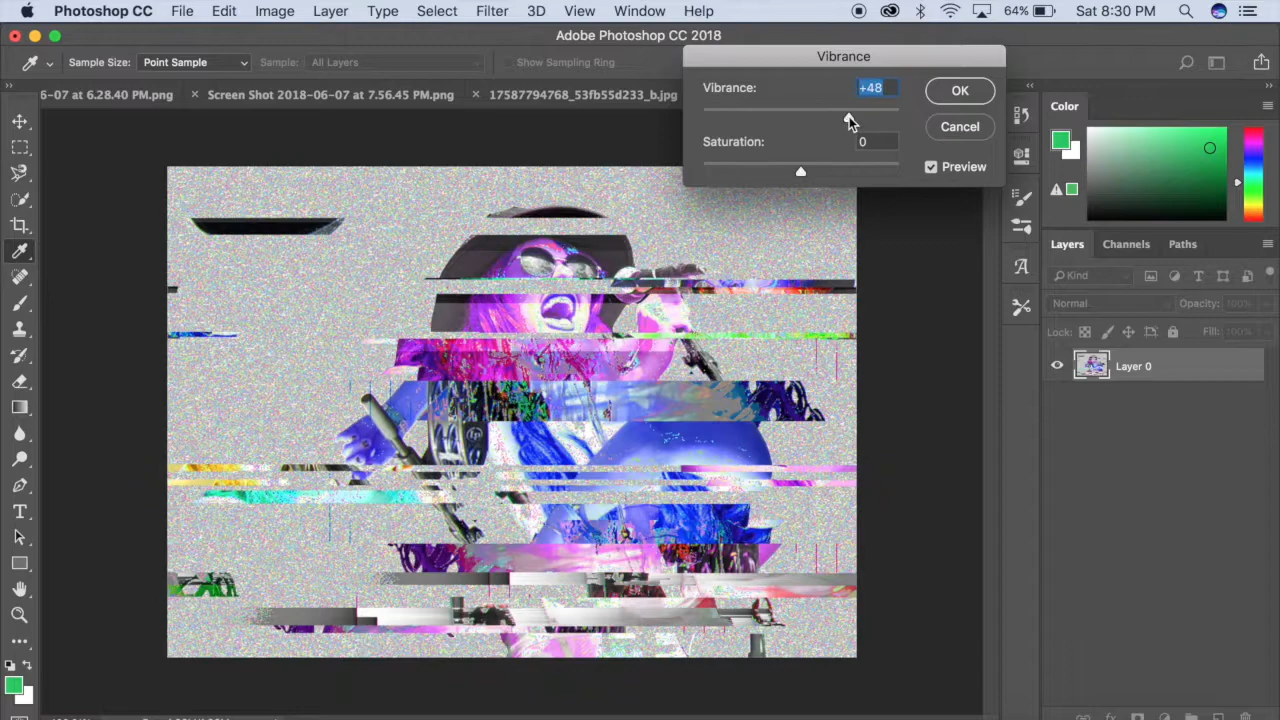 Photoshop CC File Edit Image Layer Type Select Filter 3D View Window Help 64% Sat 8:30 PM
Adobe Photoshop CC 2018
Sample Size: Point Sample Sample: All Layers Show Sampling Ring
6-07 at 6.28.40 PM.png × Screen Shot 2018-06-07 at 7.56.45 PM.png × 17587794768_53fb55d233_b.jpg
Vibrance
Vibrance: +48 OK
Cancel
Saturation: 0
Preview
Color
Layers Channels Paths
Kind
Normal Opacity: 100%
Lock: Fill: 100%
Layer 0